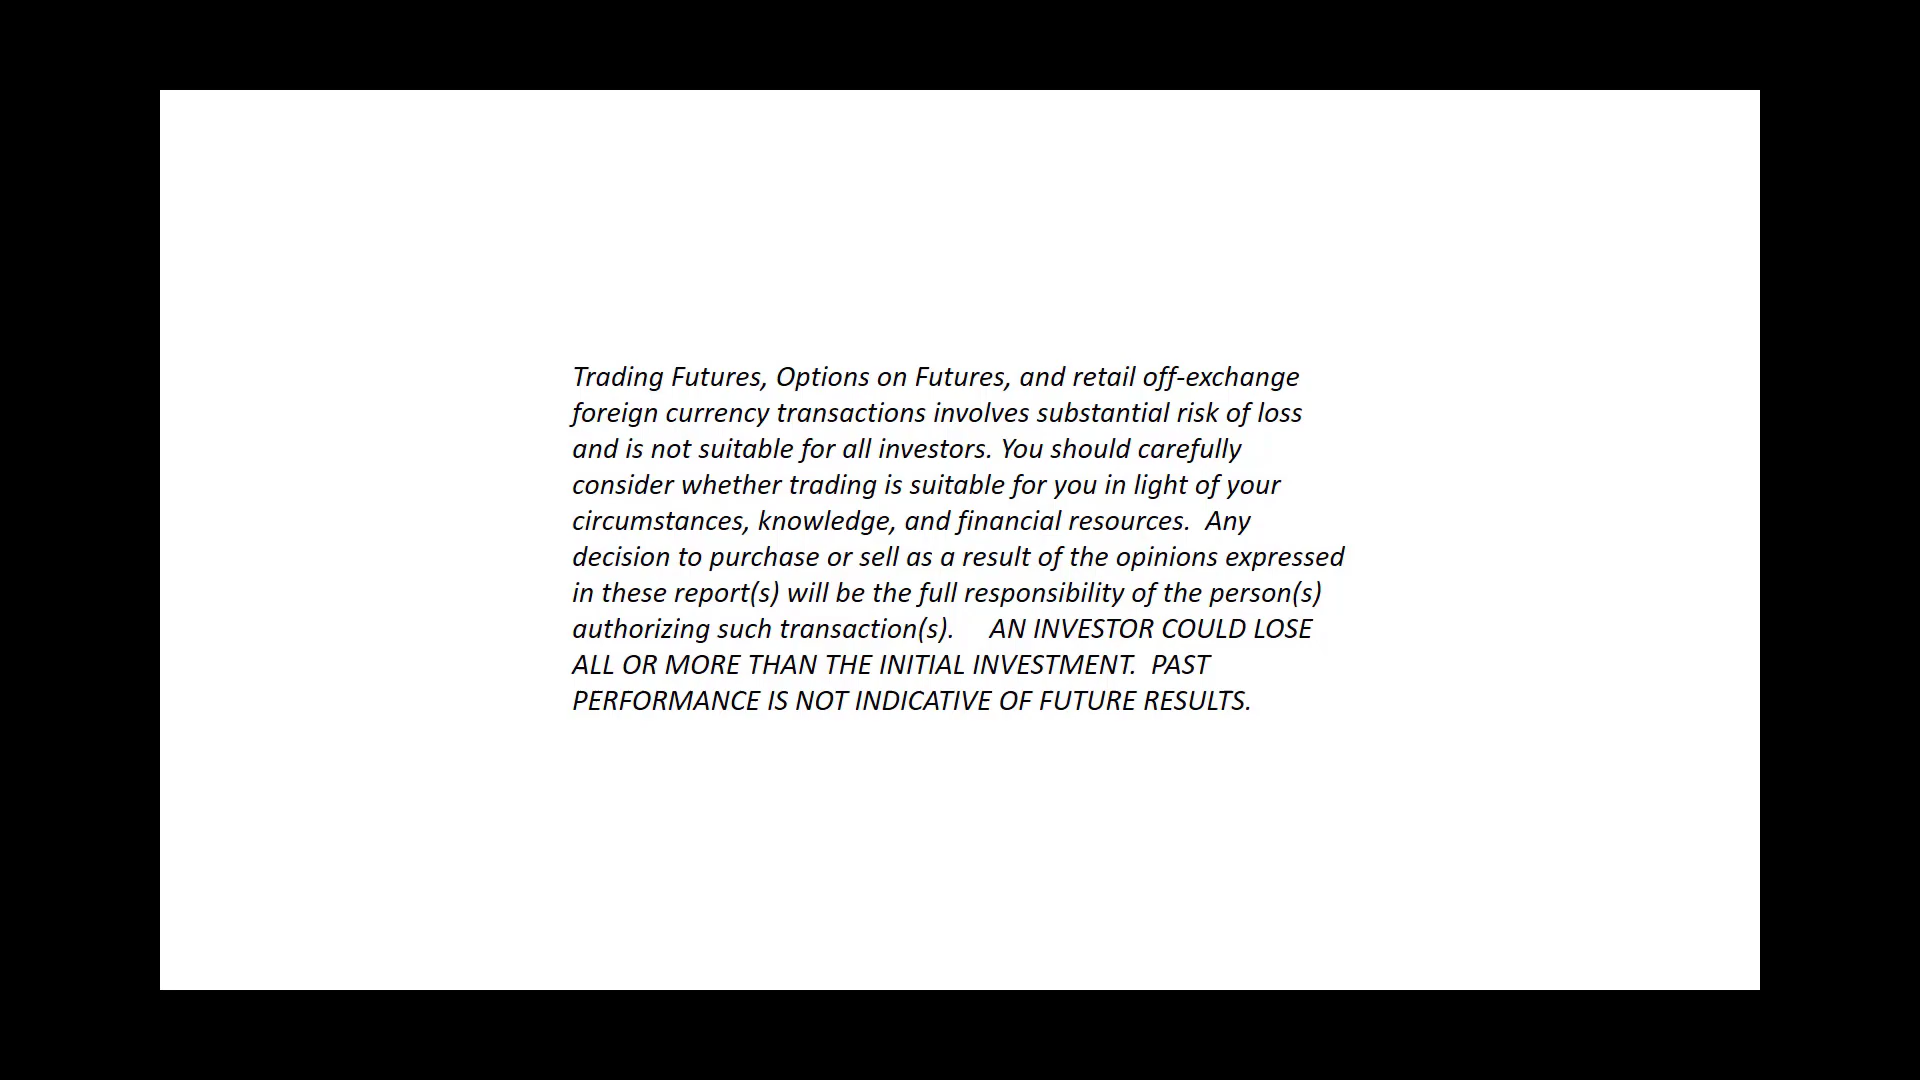 Trading Futures, Options on Futures, and retail off-exchange
foreign currency transactions involves substantial risk of loss
and is not suitable for all investors. You should carefully
consider whether trading is suitable for you in light of your
circumstances, knowledge, and financial resources.  Any
decision to purchase or sell as a result of the opinions expressed
in these report(s) will be the full responsibility of the person(s)
authorizing such transaction(s).     AN INVESTOR COULD LOSE
ALL OR MORE THAN THE INITIAL INVESTMENT.  PAST
PERFORMANCE IS NOT INDICATIVE OF FUTURE RESULTS.